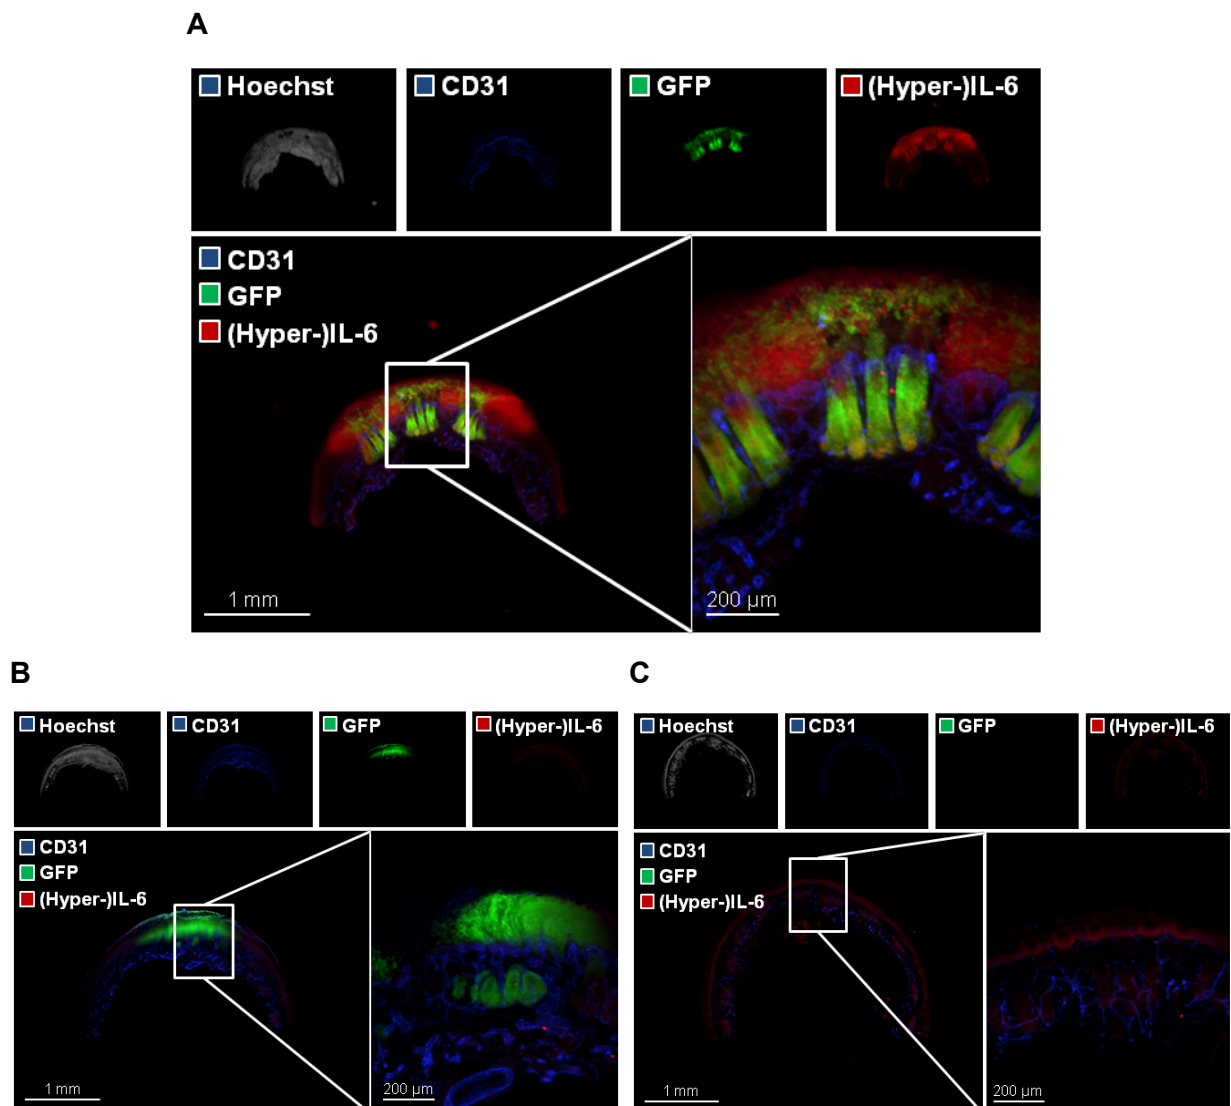 A
Hoechst
CD31
GFP
(Hyper-)IL-6
CD31
GFP
(Hyper-)IL-6
1 mm
200 μm
B
Hoechst
CD31
GFP
(Hyper-)IL-6
CD31
GFP
(Hyper-)IL-6
1 mm
200 μm
C
Hoechst
CD31
GFP
(Hyper-)IL-6
CD31
GFP
(Hyper-)IL-6
1 mm
200 μm